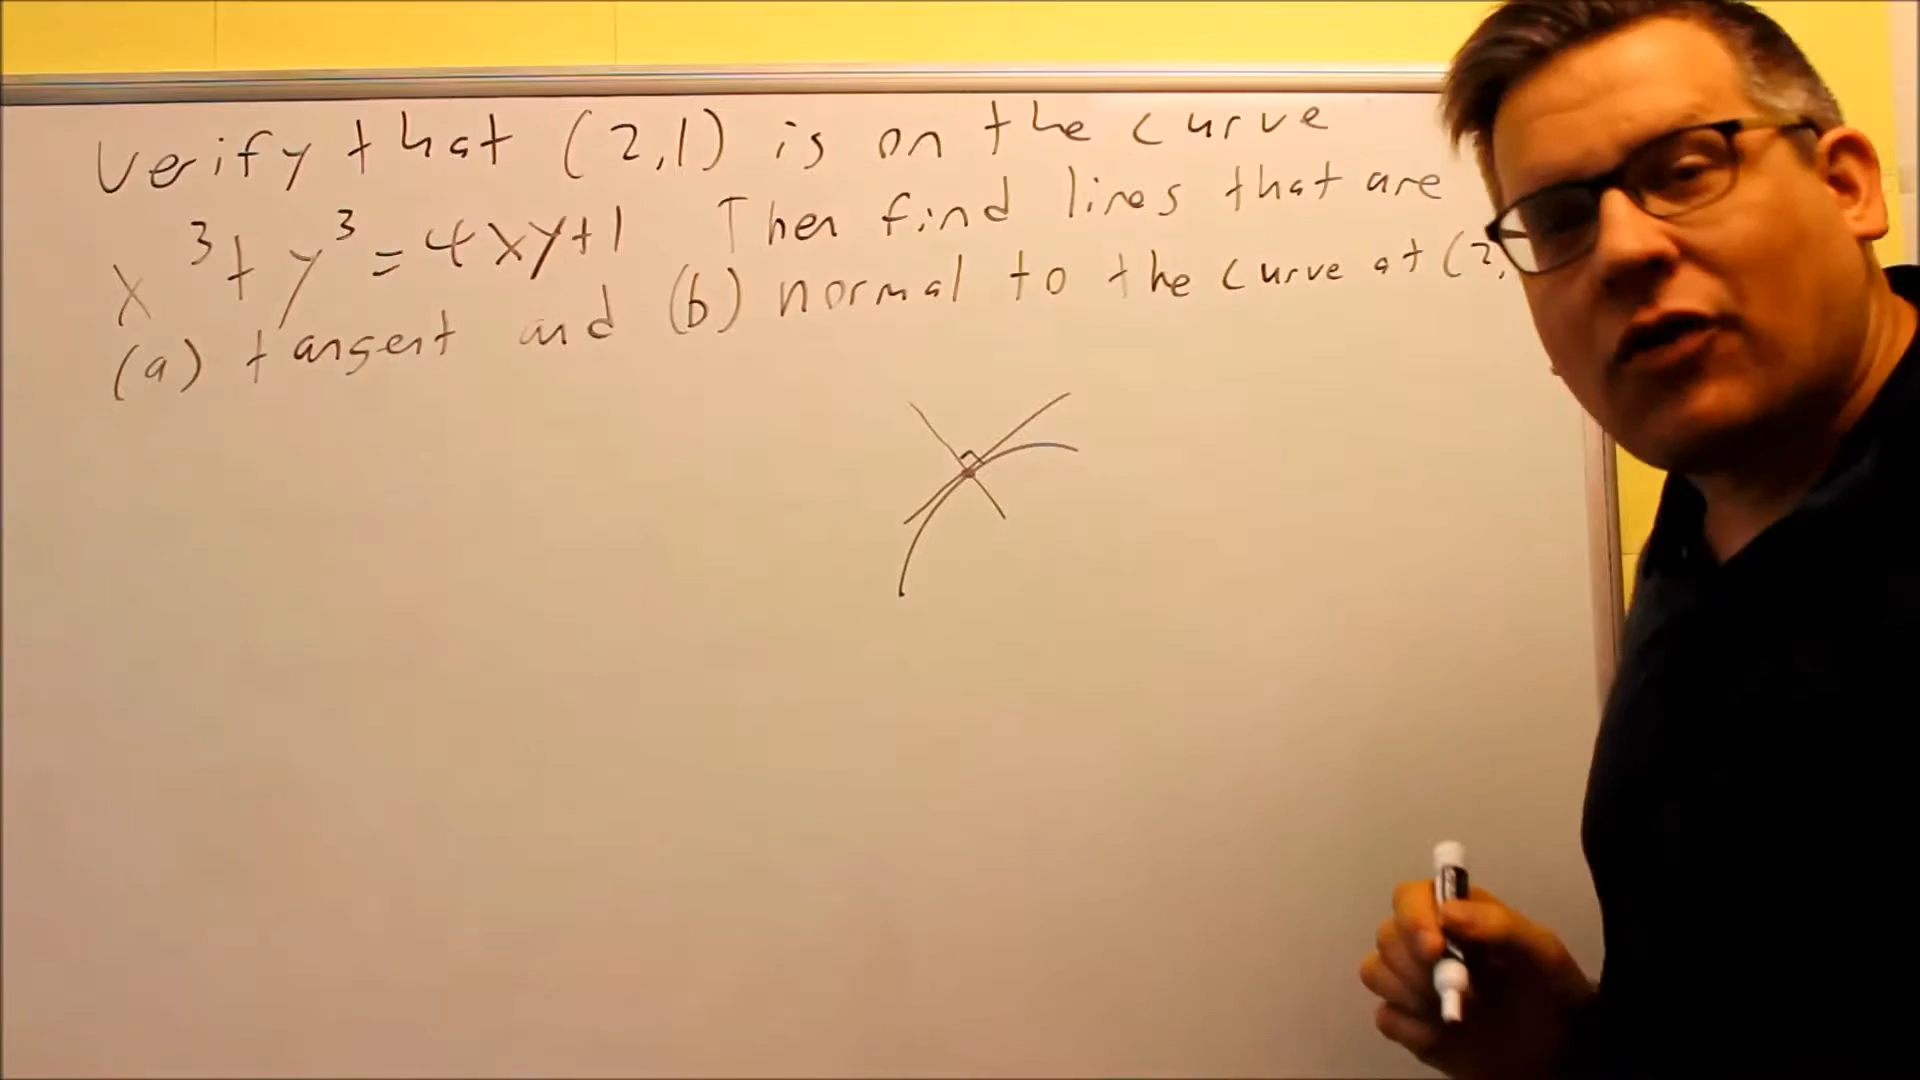 Verify that (2,1) is on the curve
x³+y³=4xy+1 Then find lines that are
(a) tangent and (b) normal to the curve at (2,